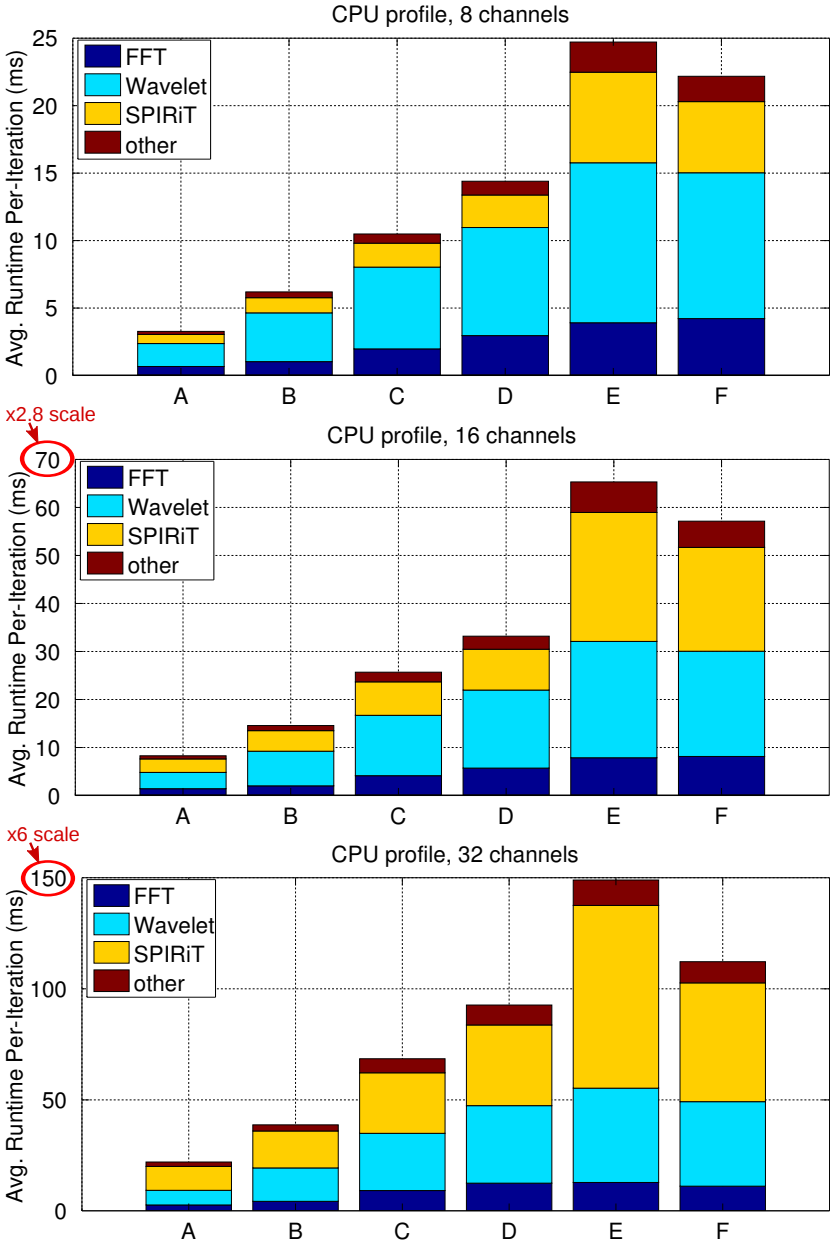 CPU profile, 8 channels
Avg. Runtime Per-Iteration (ms)
25
20
15
10
5
0
FFT
Wavelet
SPIRiT
other
A B C D E F
x2.8 scale
CPU profile, 16 channels
Avg. Runtime Per-Iteration (ms)
70
60
50
40
30
20
10
0
FFT
Wavelet
SPIRiT
other
A B C D E F
x6 scale
CPU profile, 32 channels
Avg. Runtime Per-Iteration (ms)
150
100
50
0
FFT
Wavelet
SPIRiT
other
A B C D E F